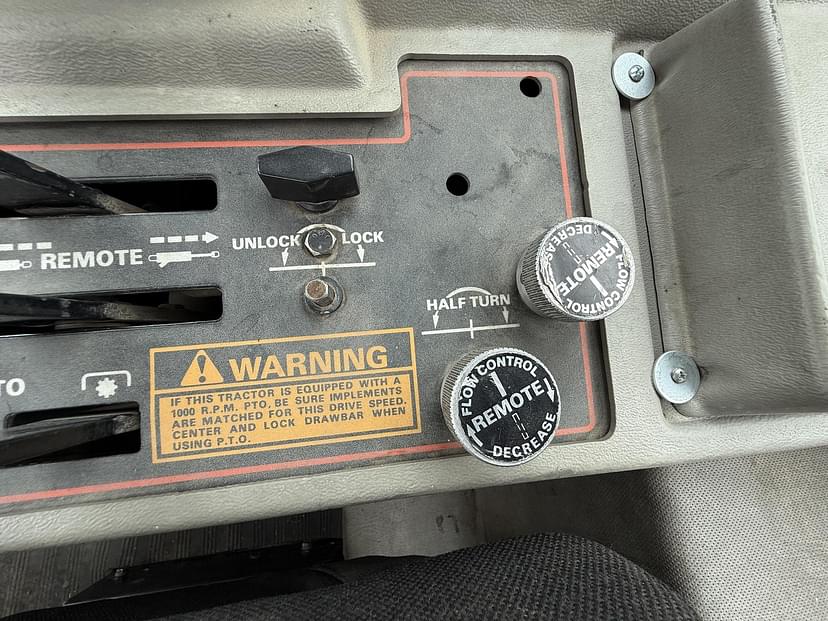 UNLOCK LOCK
REMOTE
HALF TURN
FLOW CONTROL
REMOTE
DECREASE
FLOW CONTROL
REMOTE
DECREASE
TO
WARNING
IF THIS TRACTOR IS EQUIPPED WITH A
1000 R.P.M. PTO, BE SURE IMPLEMENTS
ARE MATCHED FOR THIS DRIVE SPEED.
CENTER AND LOCK DRAWBAR WHEN
USING P.T.O.